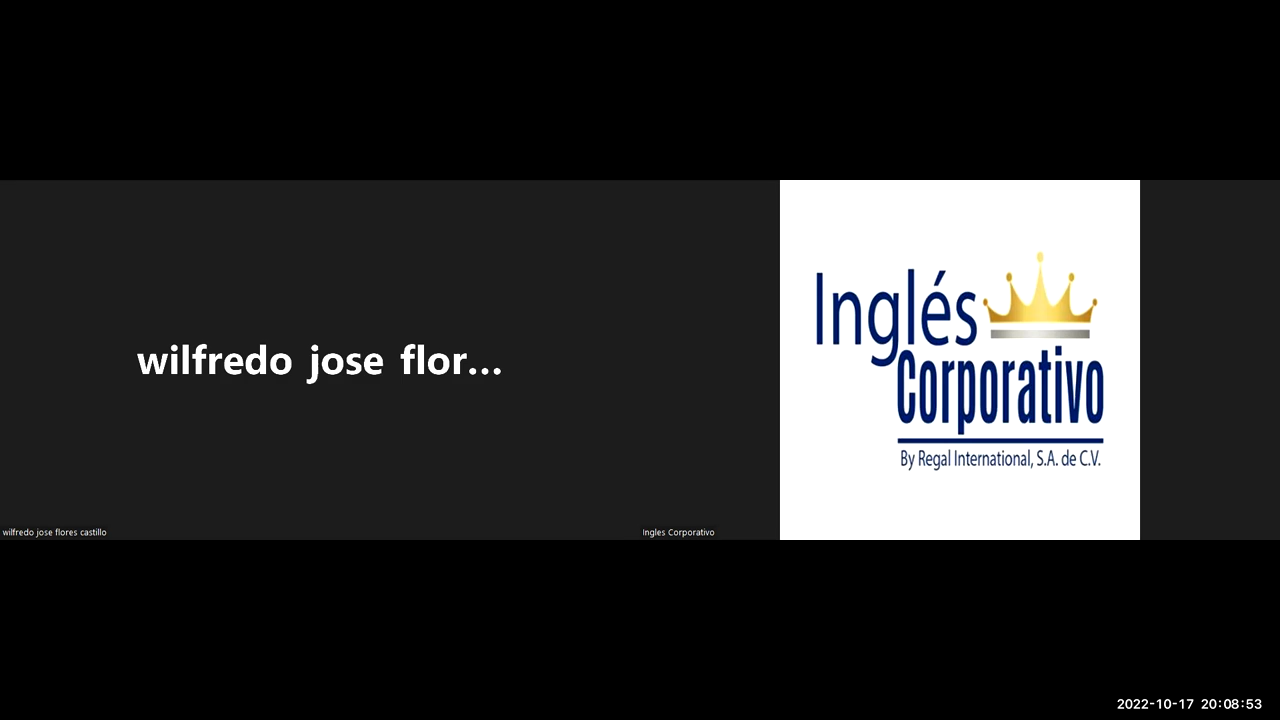 wilfredo jose flor...
wilfredo jose flores castillo
Inglés
Corporativo
By Regal International, S.A. de C.V.
Ingles Corporativo
2022-10-17 20:08:53